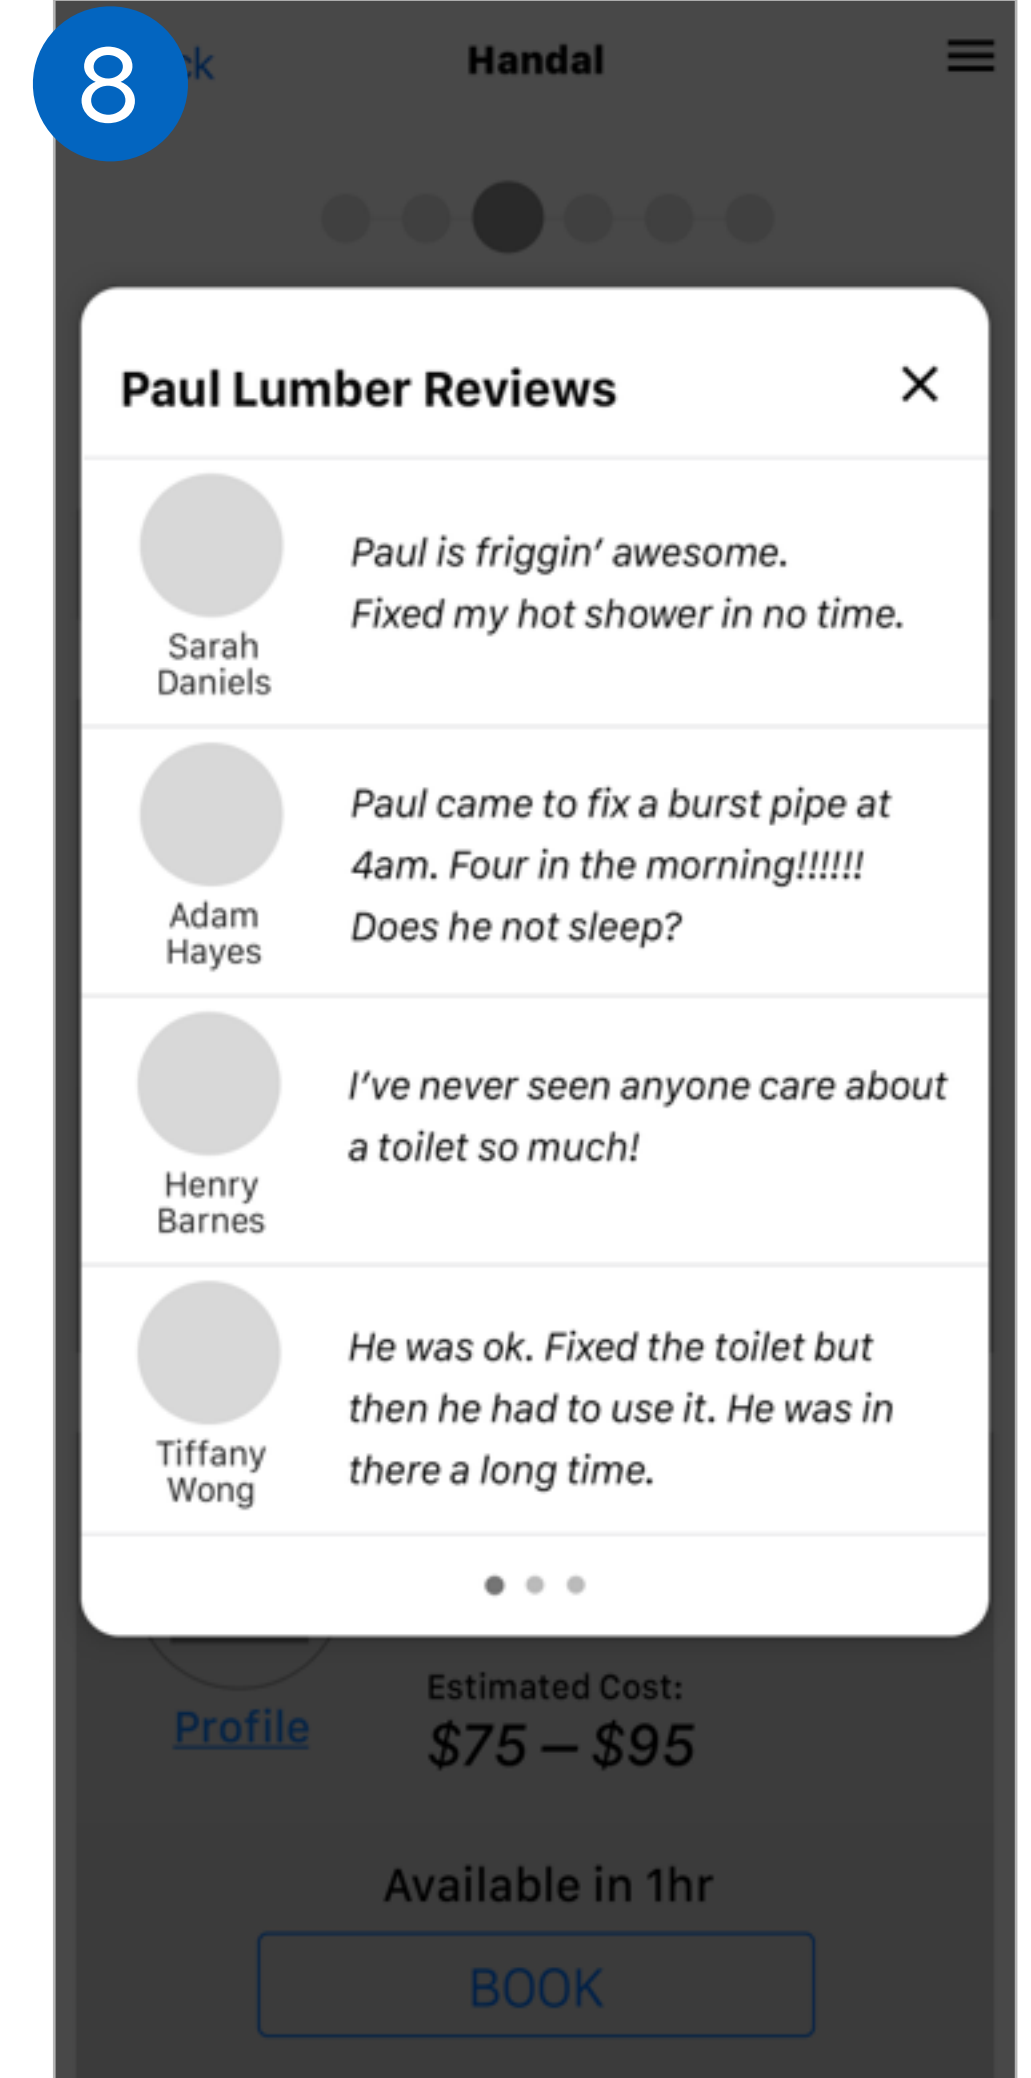 8
ck
Handal
Paul Lumber Reviews
Paul is friggin’ awesome.
Fixed my hot shower in no time.
Sarah
Daniels
Paul came to fix a burst pipe at
4am. Four in the morning!!!!!!
Does he not sleep?
Adam
Hayes
I’ve never seen anyone care about
a toilet so much!
Henry
Barnes
He was ok. Fixed the toilet but
then he had to use it. He was in
there a long time.
Tiffany
Wong
Estimated Cost:
Profile
$75 – $95
Available in 1hr
BOOK